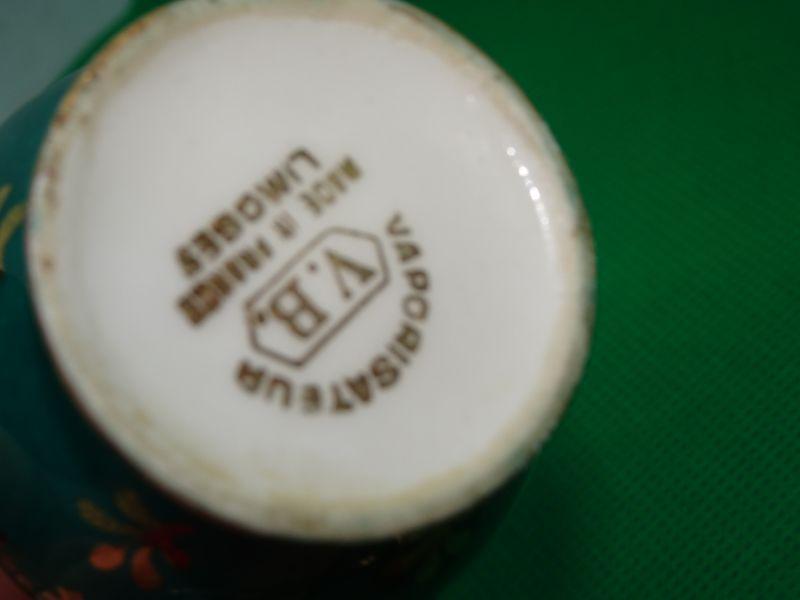 VAPORISATEUR
V.B.
MADE IN FRANCE
LIMOGES